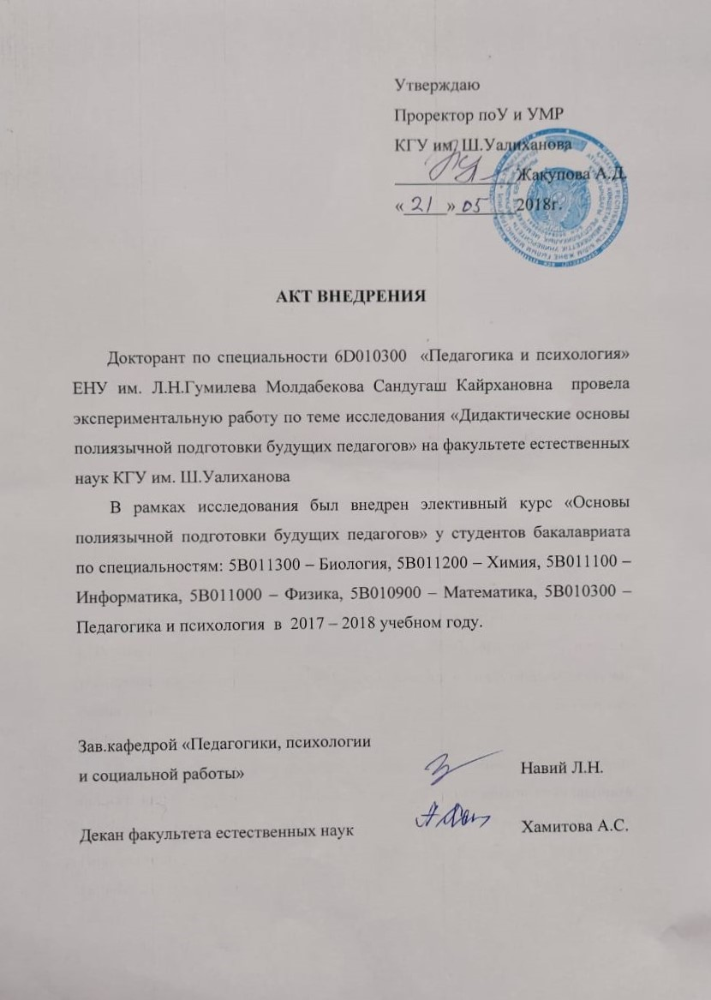 Утверждаю
Проректор поУ и УМР
КГУ им. Ш.Уалиханова
Жакупова А.Д.
«21» 05 2018г.
АКТ ВНЕДРЕНИЯ
Докторант по специальности 6D010300 «Педагогика и психология»
ЕНУ им. Л.Н.Гумилева Молдабекова Сандугаш Кайрхановна провела
экспериментальную работу по теме исследования «Дидактические основы
полиязычной подготовки будущих педагогов» на факультете естественных
наук КГУ им. Ш.Уалиханова
В рамках исследования был внедрен элективный курс «Основы
полиязычной подготовки будущих педагогов» у студентов бакалавриата
по специальностям: 5В011300 – Биология, 5В011200 – Химия, 5В011100 –
Информатика, 5В011000 – Физика, 5В010900 – Математика, 5В010300 –
Педагогика и психология в 2017 – 2018 учебном году.
Зав.кафедрой «Педагогики, психологии
и социальной работы» Навий Л.Н.
Декан факультета естественных наук Хамитова А.С.